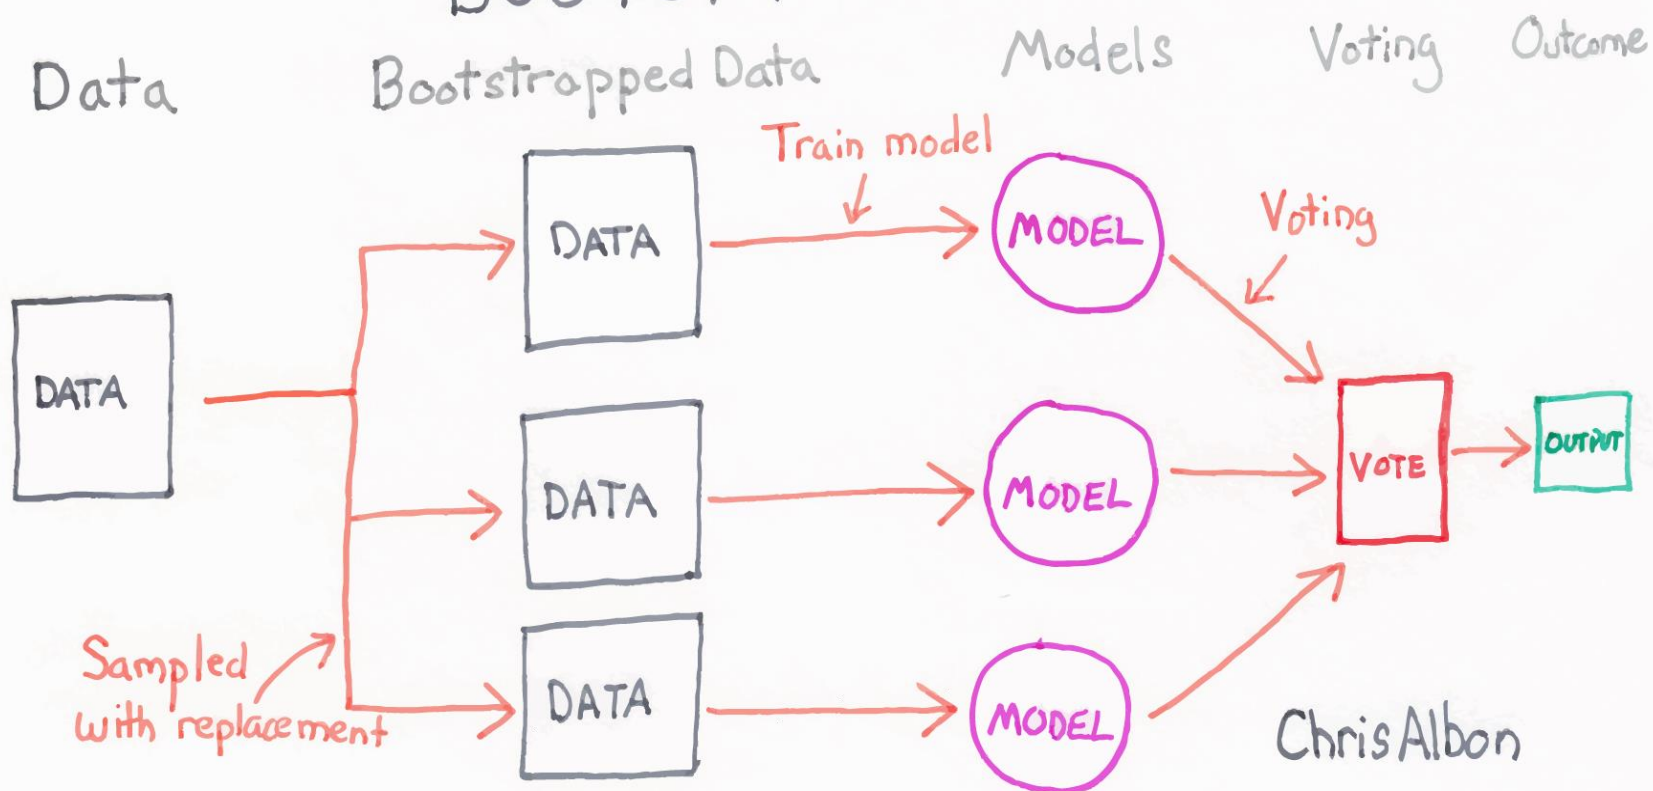 Data
Bootstrapped Data
Models
Voting
Outcome
Train model
DATA
MODEL
Voting
DATA
DATA
MODEL
VOTE
OUTPUT
Sampled
with replacement
DATA
MODEL
Chris Albon